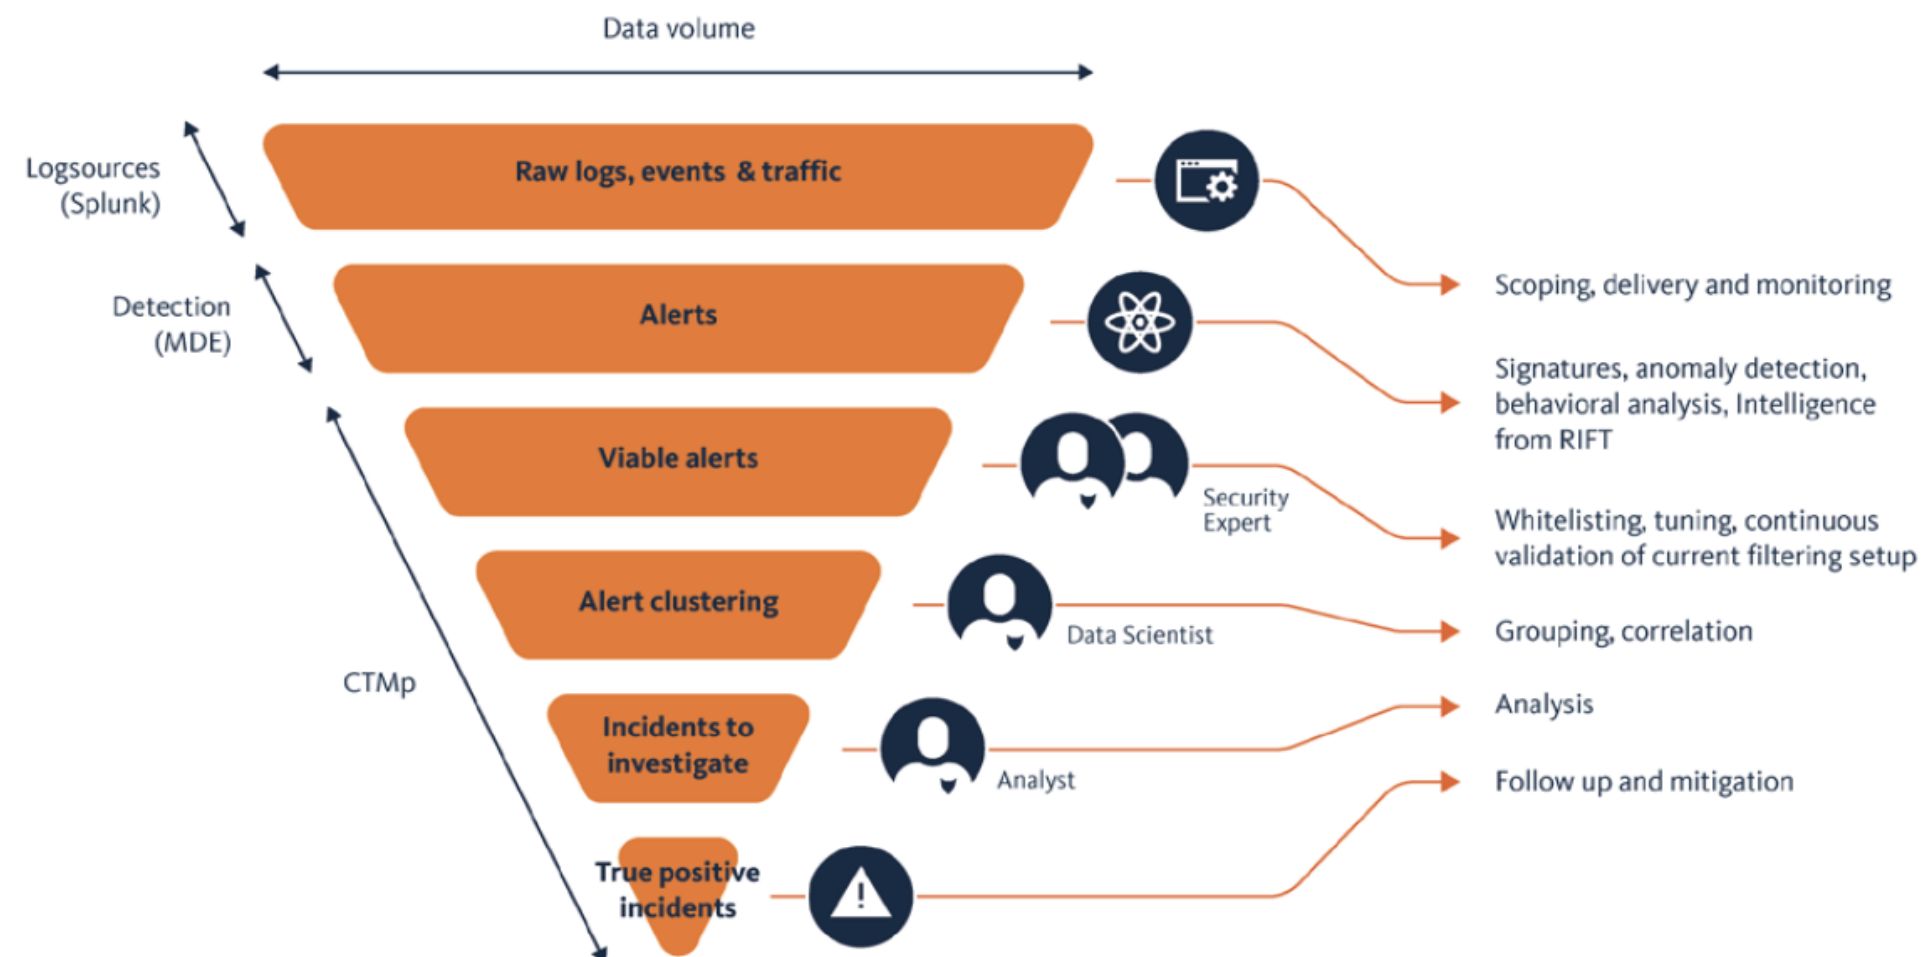 Data volume
Logsources
(Splunk)
Raw logs, events & traffic
Scoping, delivery and monitoring
Detection
(MDE)
Alerts
Signatures, anomaly detection,
behavioral analysis, Intelligence
from RIFT
Viable alerts
Security
Expert
Whitelisting, tuning, continuous
validation of current filtering setup
Alert clustering
Data Scientist
Grouping, correlation
CTMp
Incidents to
investigate
Analyst
Analysis
True positive
incidents
!
Follow up and mitigation